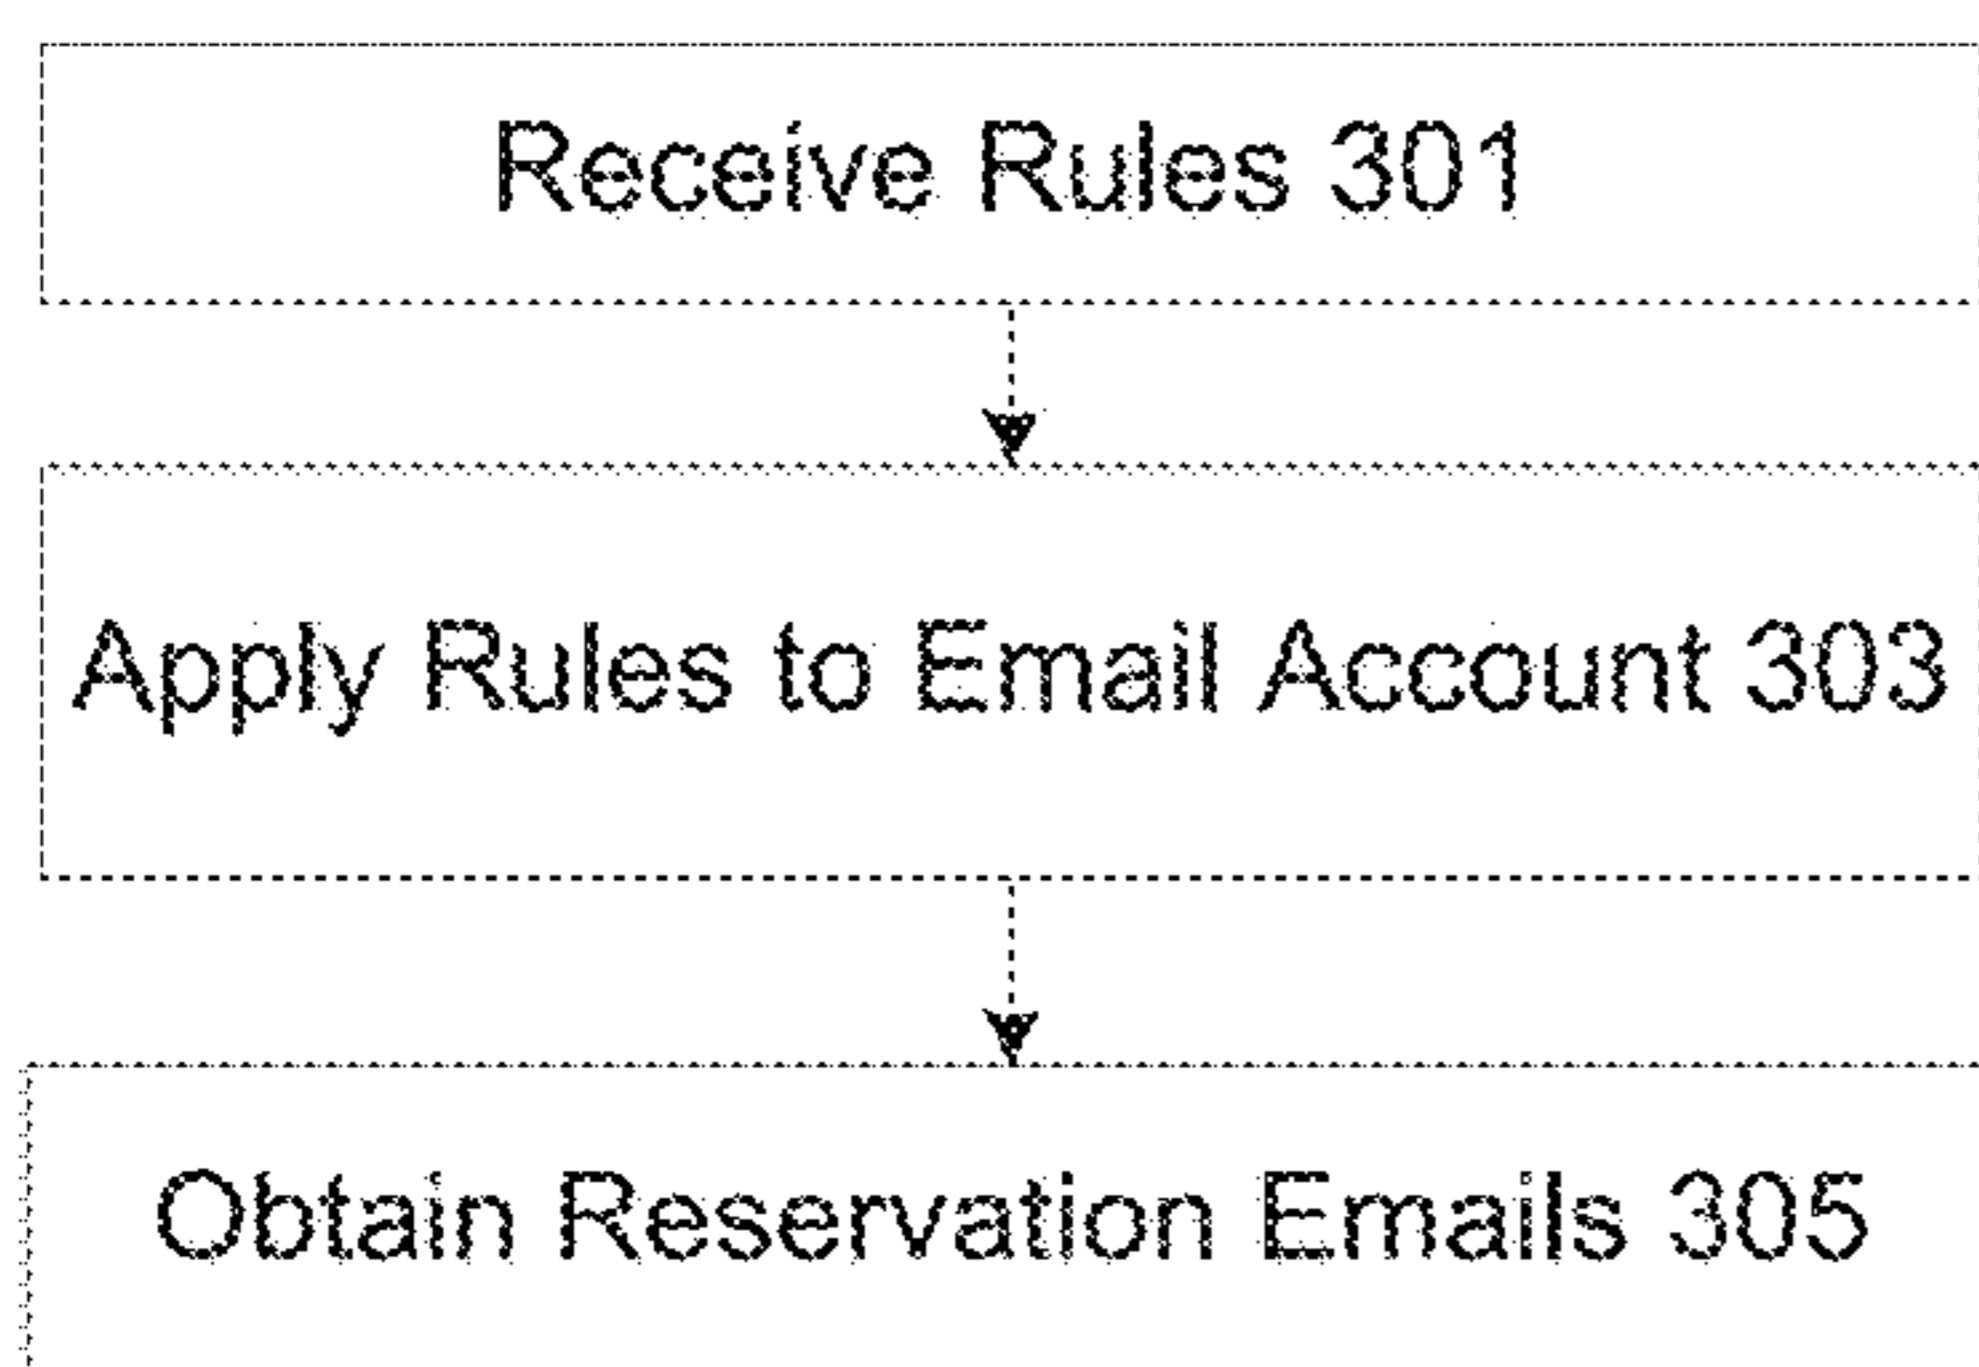 Receive Rules 301
Apply Rules to Email Account 303
Obtain Reservation Emails 305